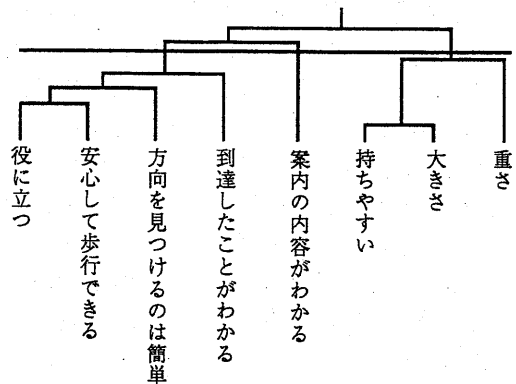 役に立つ
安心して歩行できる
方向を見つけるのは簡単
到達したことがわかる
案内の内容がわかる
持ちやすい
大きさ
重さ